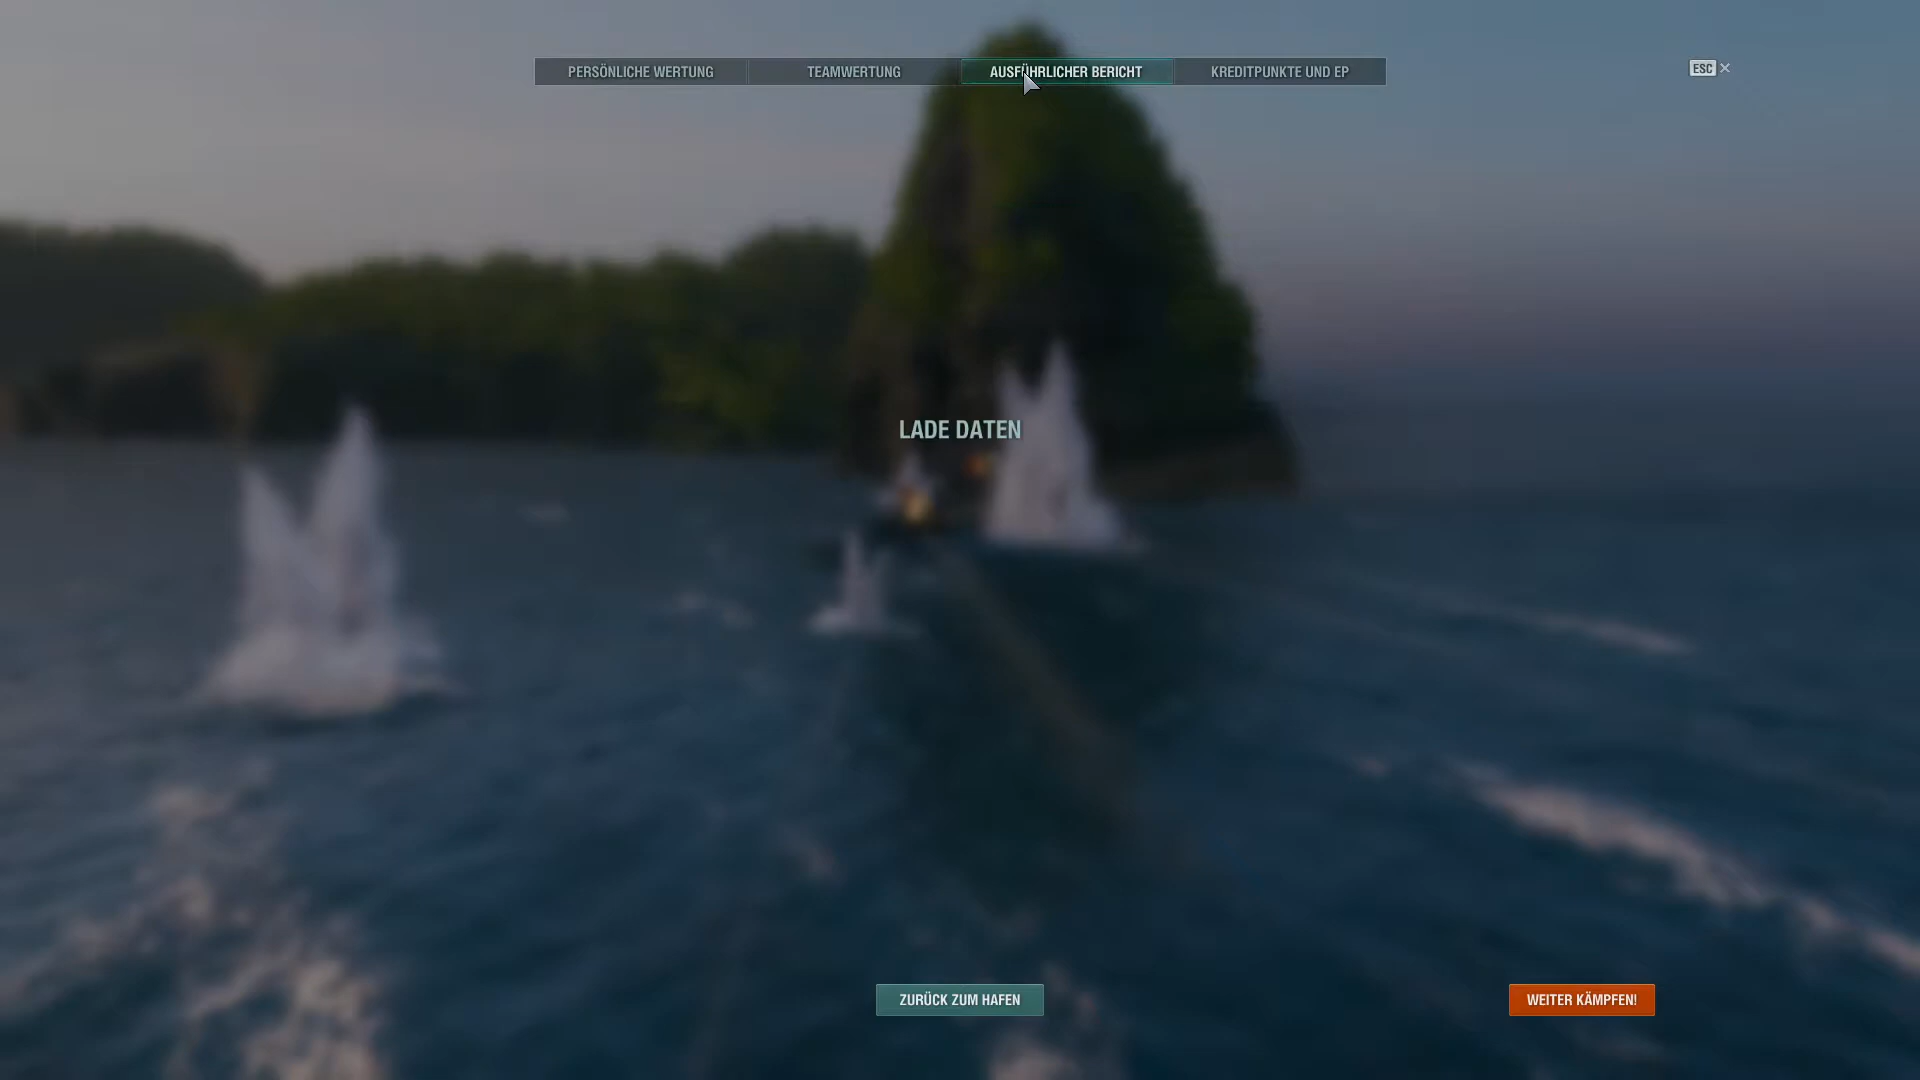 PERSÖNLICHE WERTUNG
TEAMWERTUNG
AUSFÜHRLICHER BERICHT
KREDITPUNKTE UND EP
ESC
LADE DATEN
ZURÜCK ZUM HAFEN
WEITER KÄMPFEN!